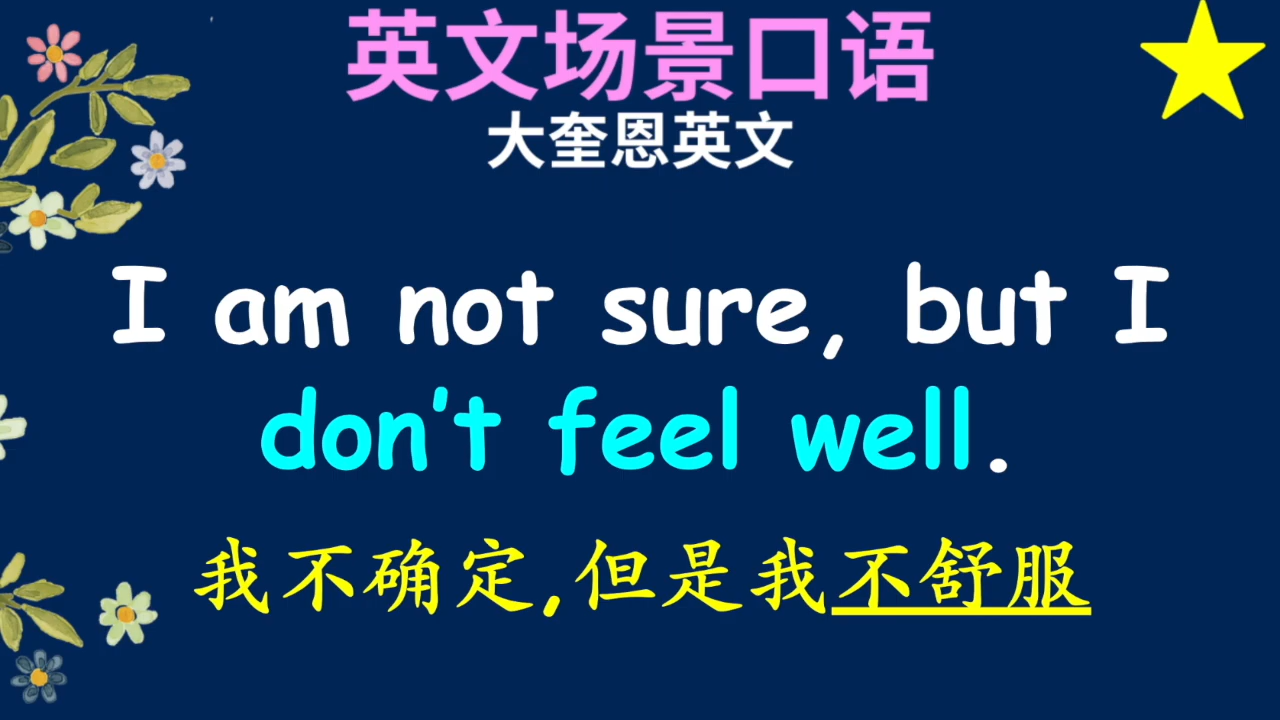 英文场景口语
大奎恩英文
I am not sure, but I
don't feel well.
我不确定,但是我不舒服